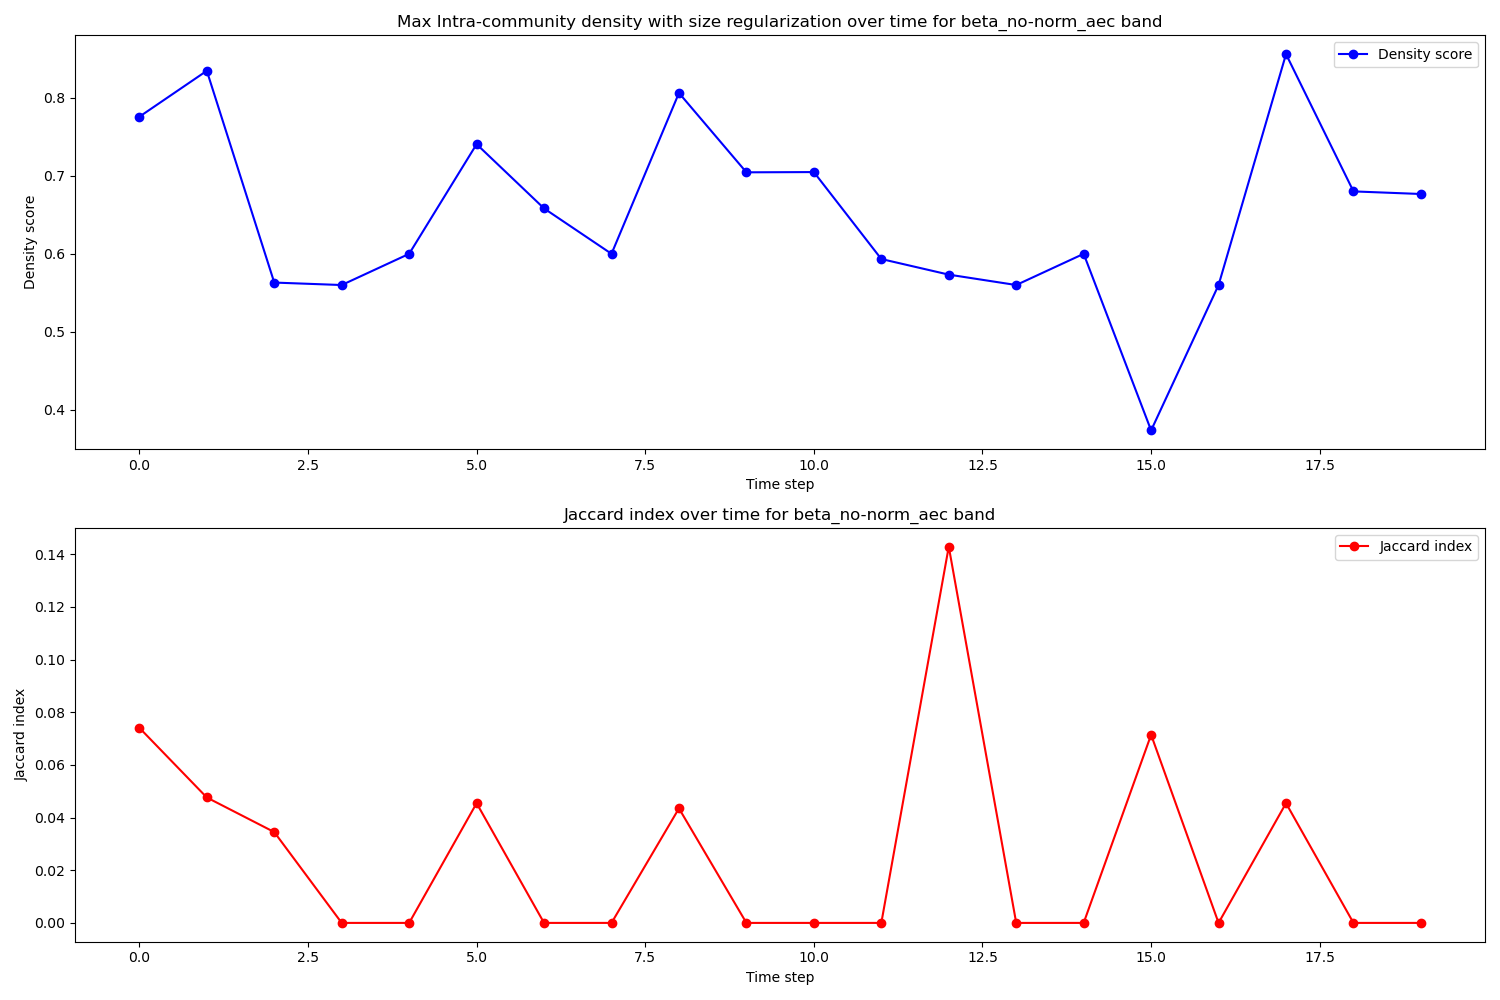 Max Intra-community density with size regularization over time for beta_no-norm_aec band
Density score
0.8
0.7
0.6
0.5
0.4
Density score
0.0 2.5 5.0 7.5 10.0 12.5 15.0 17.5
Time step
Jaccard index over time for beta_no-norm_aec band
Jaccard index
0.14
0.12
0.10
0.08
0.06
0.04
0.02
0.00
Jaccard index
0.0 2.5 5.0 7.5 10.0 12.5 15.0 17.5
Time step